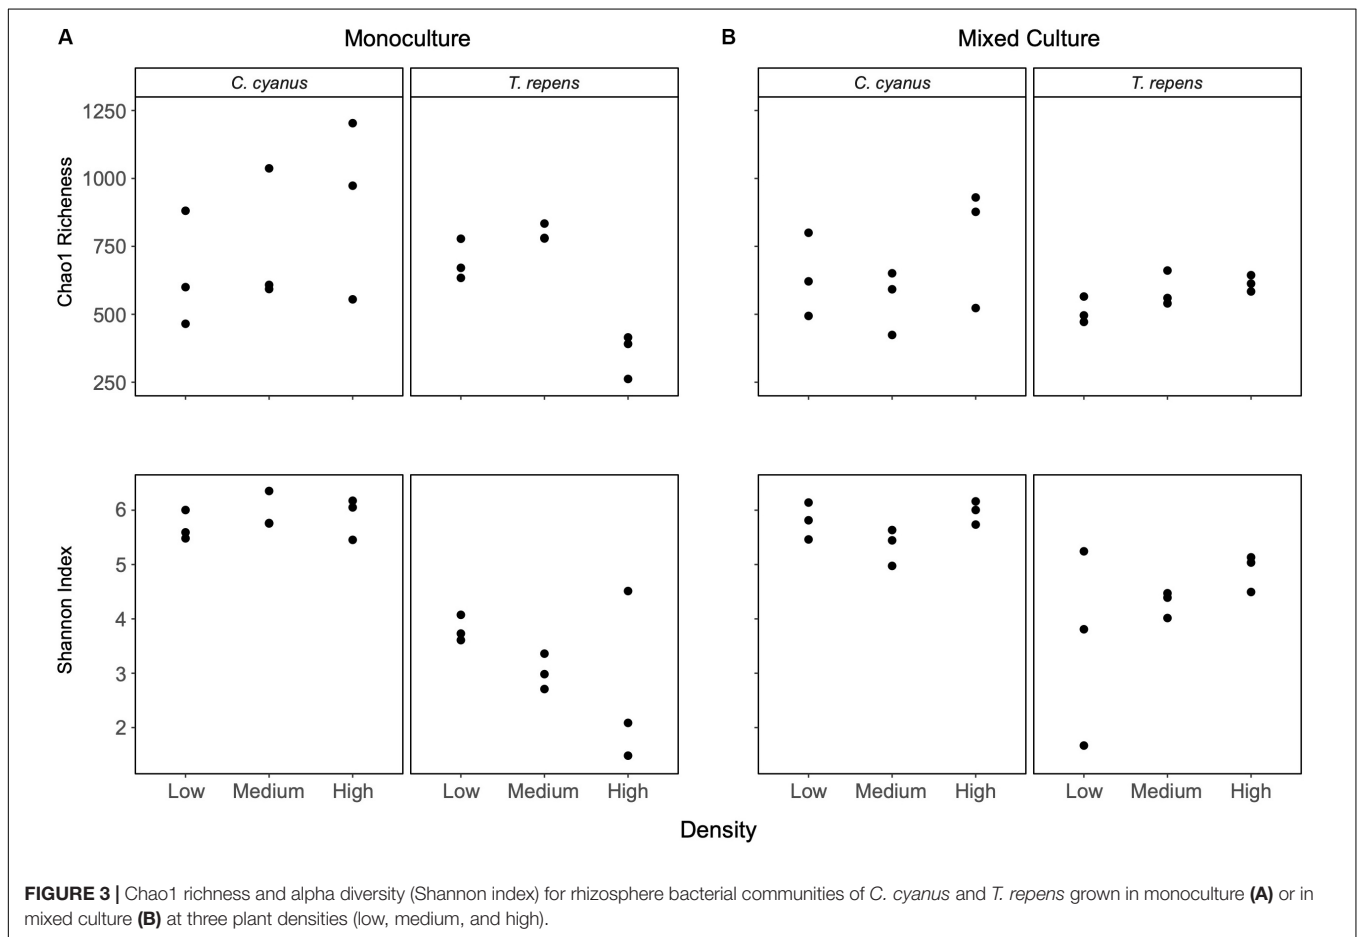 A Monoculture B Mixed Culture
C. cyanus T. repens C. cyanus T. repens
Chao1 Richeness
1250
1000
750
500
250
Shannon Index
6
5
4
3
2
Low Medium High Low Medium High Low Medium High Low Medium High
Density
FIGURE 3 | Chao1 richness and alpha diversity (Shannon index) for rhizosphere bacterial communities of C. cyanus and T. repens grown in monoculture (A) or in
mixed culture (B) at three plant densities (low, medium, and high).